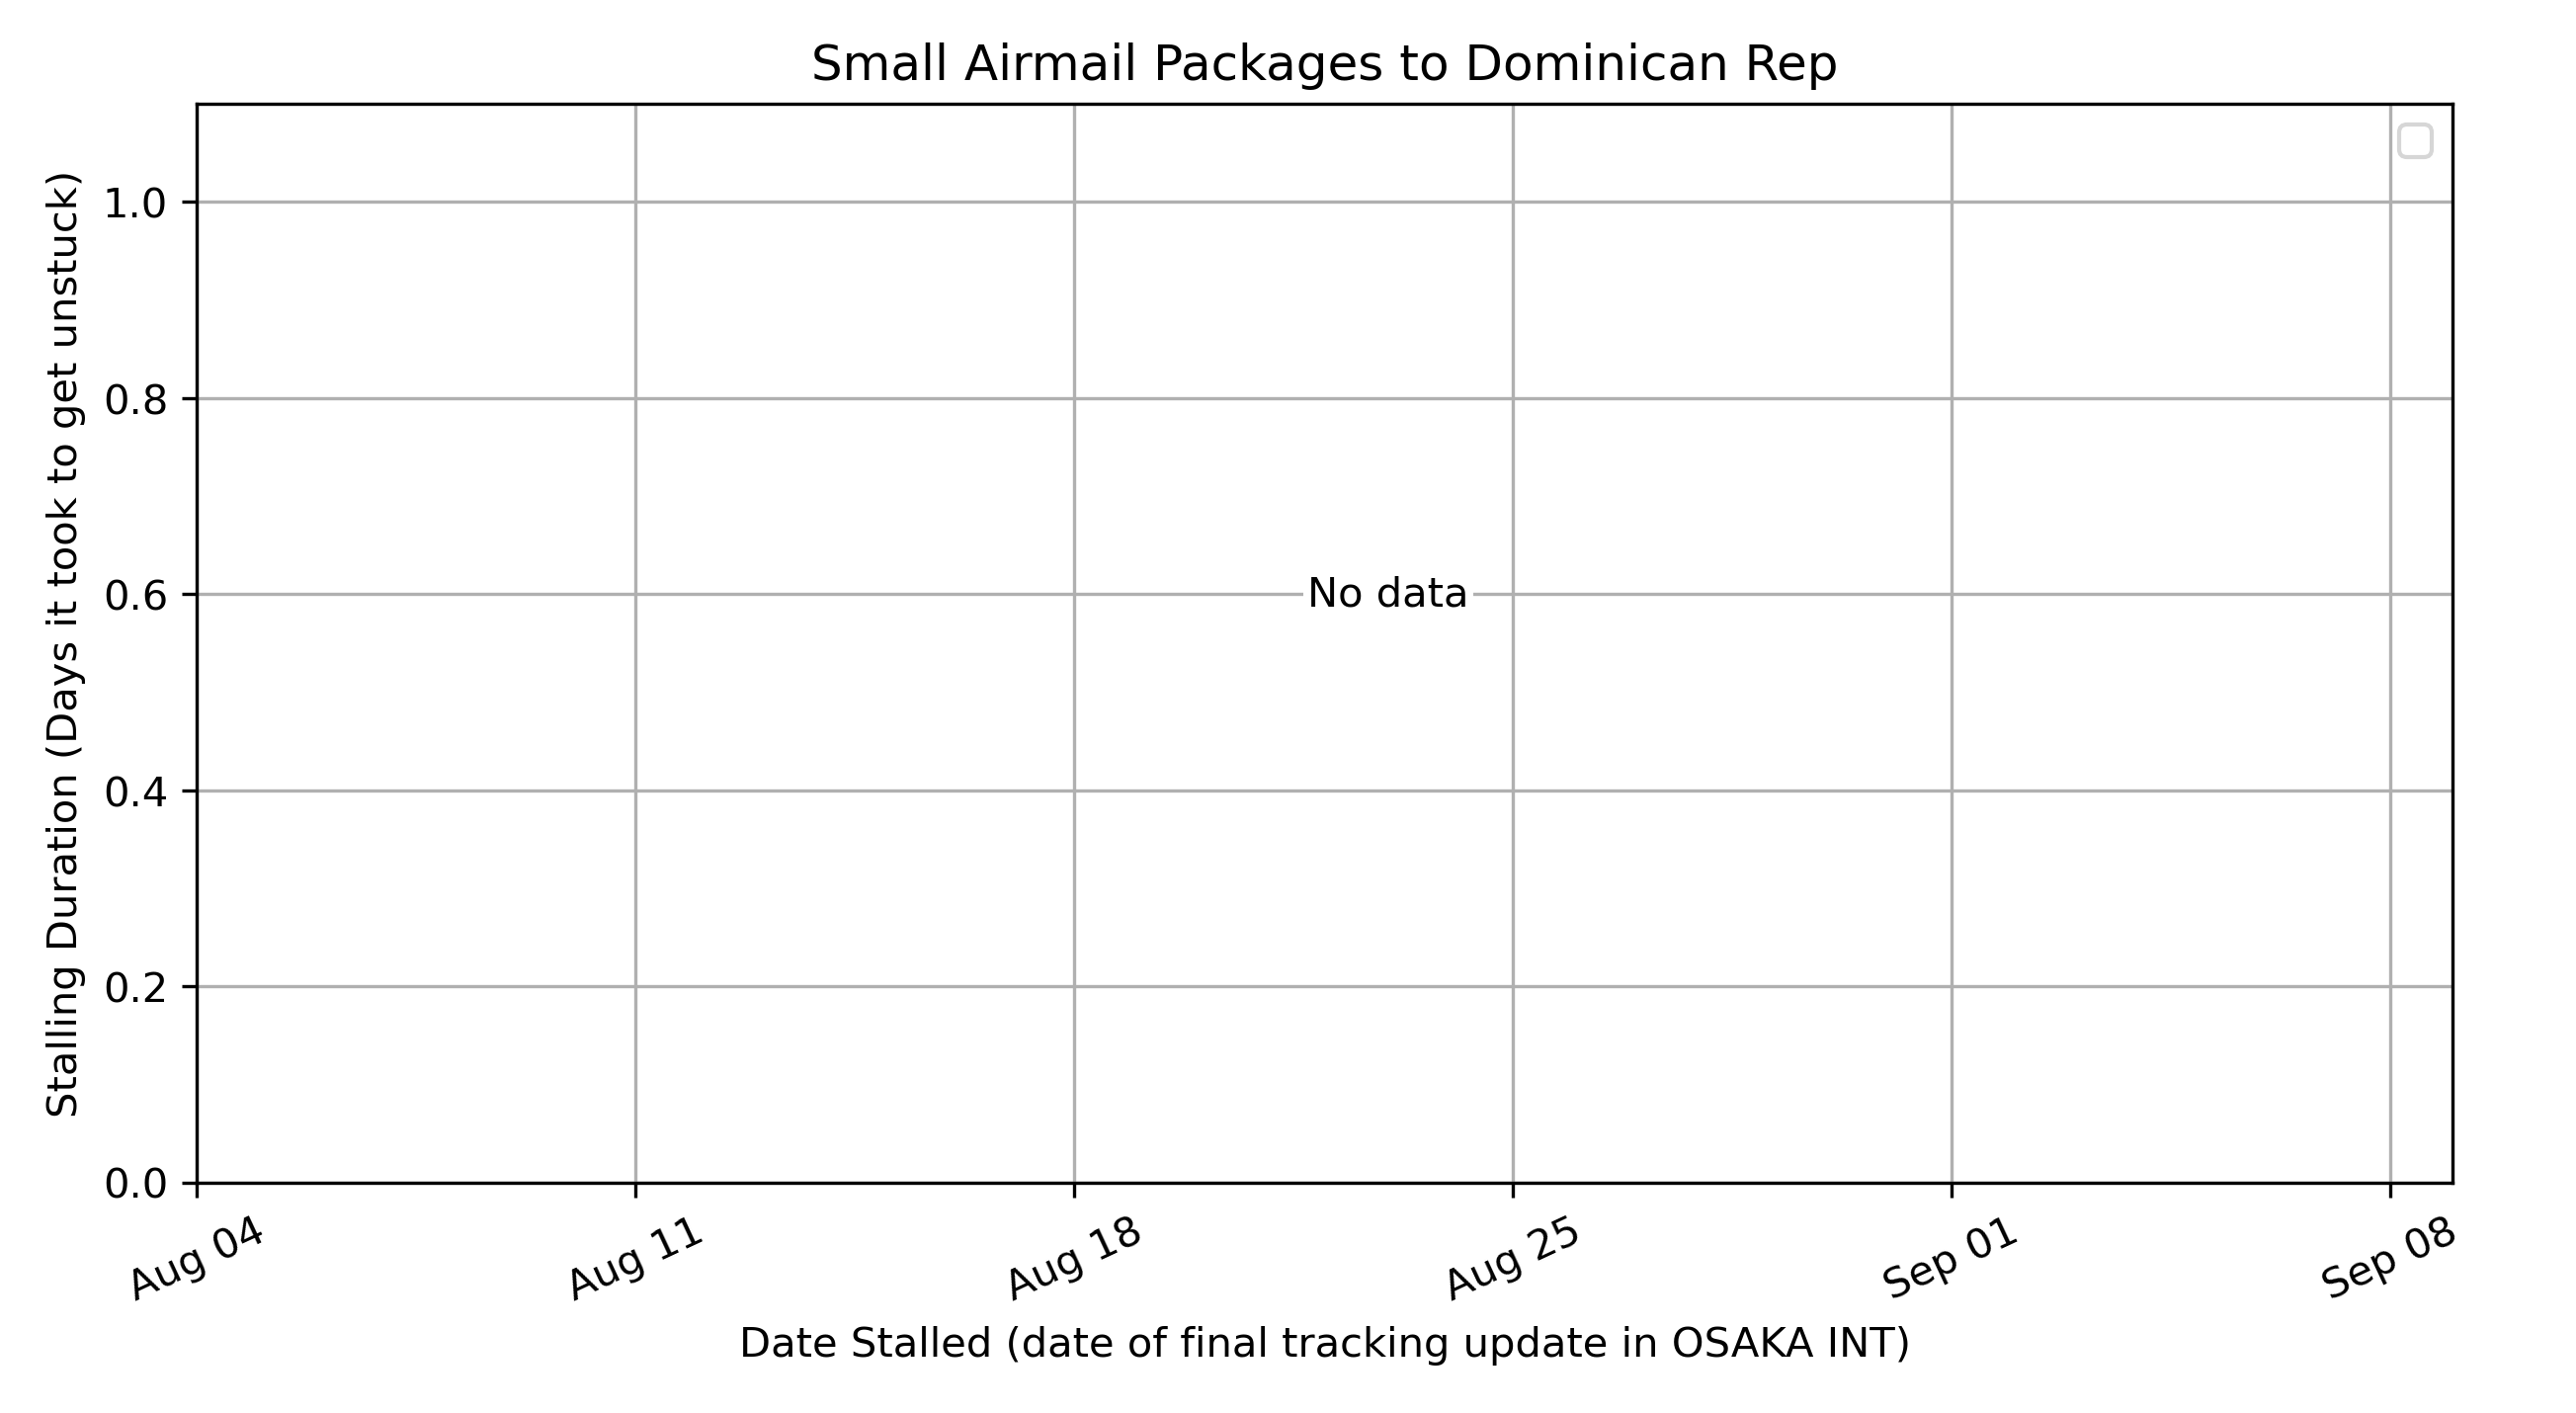 Small Airmail Packages to Dominican Rep
Stalling Duration (Days it took to get unstuck)
1.0
0.8
0.6
0.4
0.2
0.0
No data
Aug 04
Aug 11
Aug 18
Aug 25
Sep 01
Sep 08
Date Stalled (date of final tracking update in OSAKA INT)